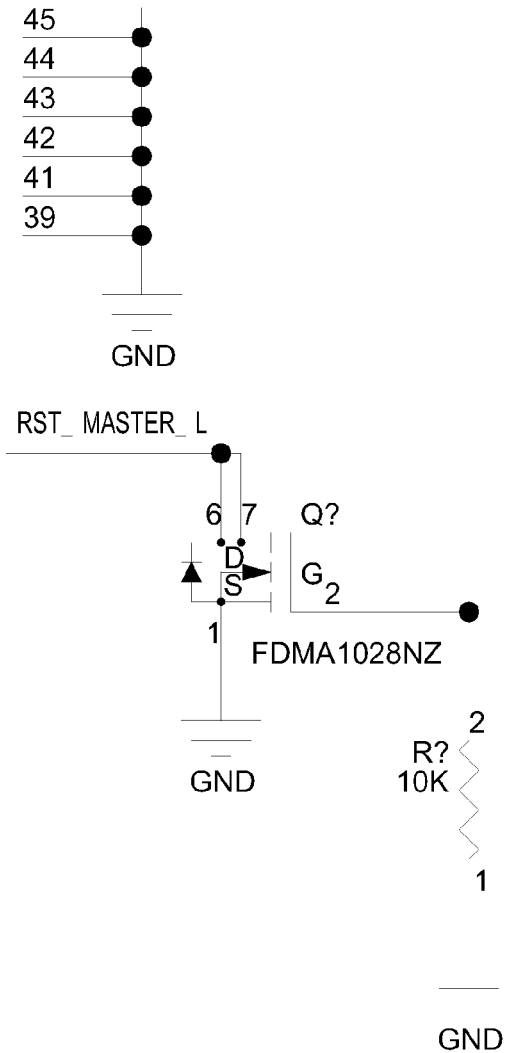 45
44
43
42
41
39
GND
RST_ MASTER_ L
6 7 Q?
D
G
S
2
1
FDMA1028NZ
2
R?
GND
10K
1
GND